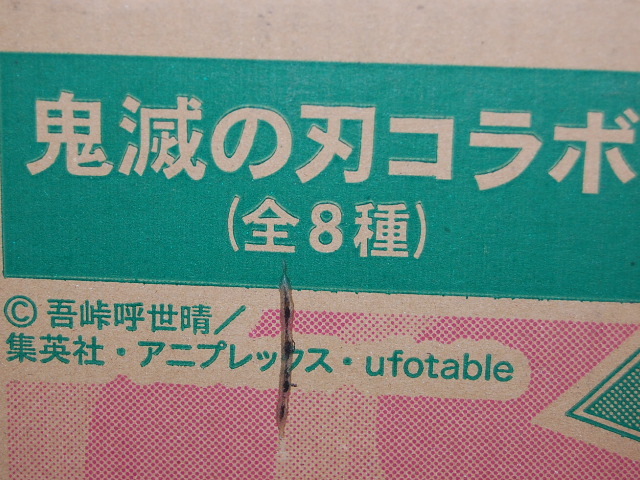 鬼滅の刃コラボ
(全8種)
© 吾峠呼世晴／
集英社・アニプレックス・ufotable